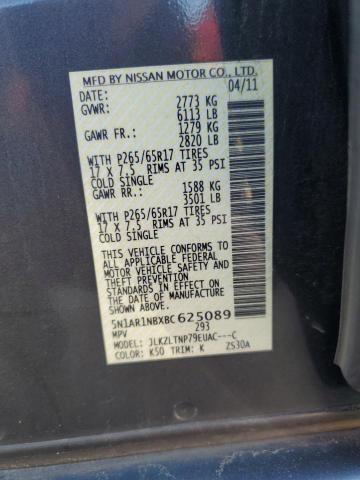 MFD BY NISSAN MOTOR CO., LTD.
DATE: 04/11
GVWR: 2773 KG
6113 LB
GAWR FR.: 1279 KG
2820 LB
WITH P265/65R17 TIRES
17 X 7.5 RIMS AT 35 PSI
COLD SINGLE
GAWR RR.: 1588 KG
3501 LB
WITH P265/65R17 TIRES
17 X 7.5 RIMS AT 35 PSI
COLD SINGLE
THIS VEHICLE CONFORMS TO
ALL APPLICABLE FEDERAL
MOTOR VEHICLE SAFETY AND
THEFT PREVENTION STANDARDS
IN EFFECT ON THE DATE OF
MANUFACTURE SHOWN ABOVE.
5N1AR1NBXBC625089
MPV 293
MODEL: JLKZLTNP79EUAC---C
COLOR: K50 TRIM: K ZS30A